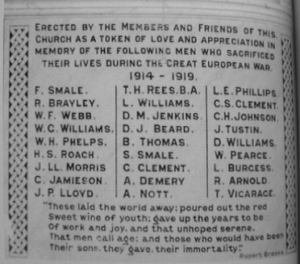 ERECTED BY THE MEMBERS AND FRIENDS OF THIS
CHURCH AS A TOKEN OF LOVE AND APPRECIATION IN
MEMORY OF THE FOLLOWING MEN WHO SACRIFICED
THEIR LIVES DURING THE GREAT EUROPEAN WAR.
1914 - 1919.
F. SMALE. T.H. REES. B.A. L.E. PHILLIPS.
R. BRAYLEY. L. WILLIAMS. C.S. CLEMENT.
W.F. WEBB. D.M. JENKINS. C.H. JOHNSON.
W.C. WILLIAMS. D.J. BEARD. J. TUSTIN.
W.H. PHELPS. B. THOMAS. D. WILLIAMS.
H.S. ROACH. S. SMALE. W. PEARCE.
J. LL. MORRIS C. CLEMENT. L. BURGESS.
C. JAMIESON. A. DEMERY R. ARNOLD
J.P. LLOYD. A. NOTT. T. VICARAGE.
"These laid the world away; poured out the red
Sweet wine of youth; gave up the years to be
Of work and joy, and that unhoped serene,
That men call age; and those who would have been
Their sons, they gave, their immortality."
Rupert Brooke